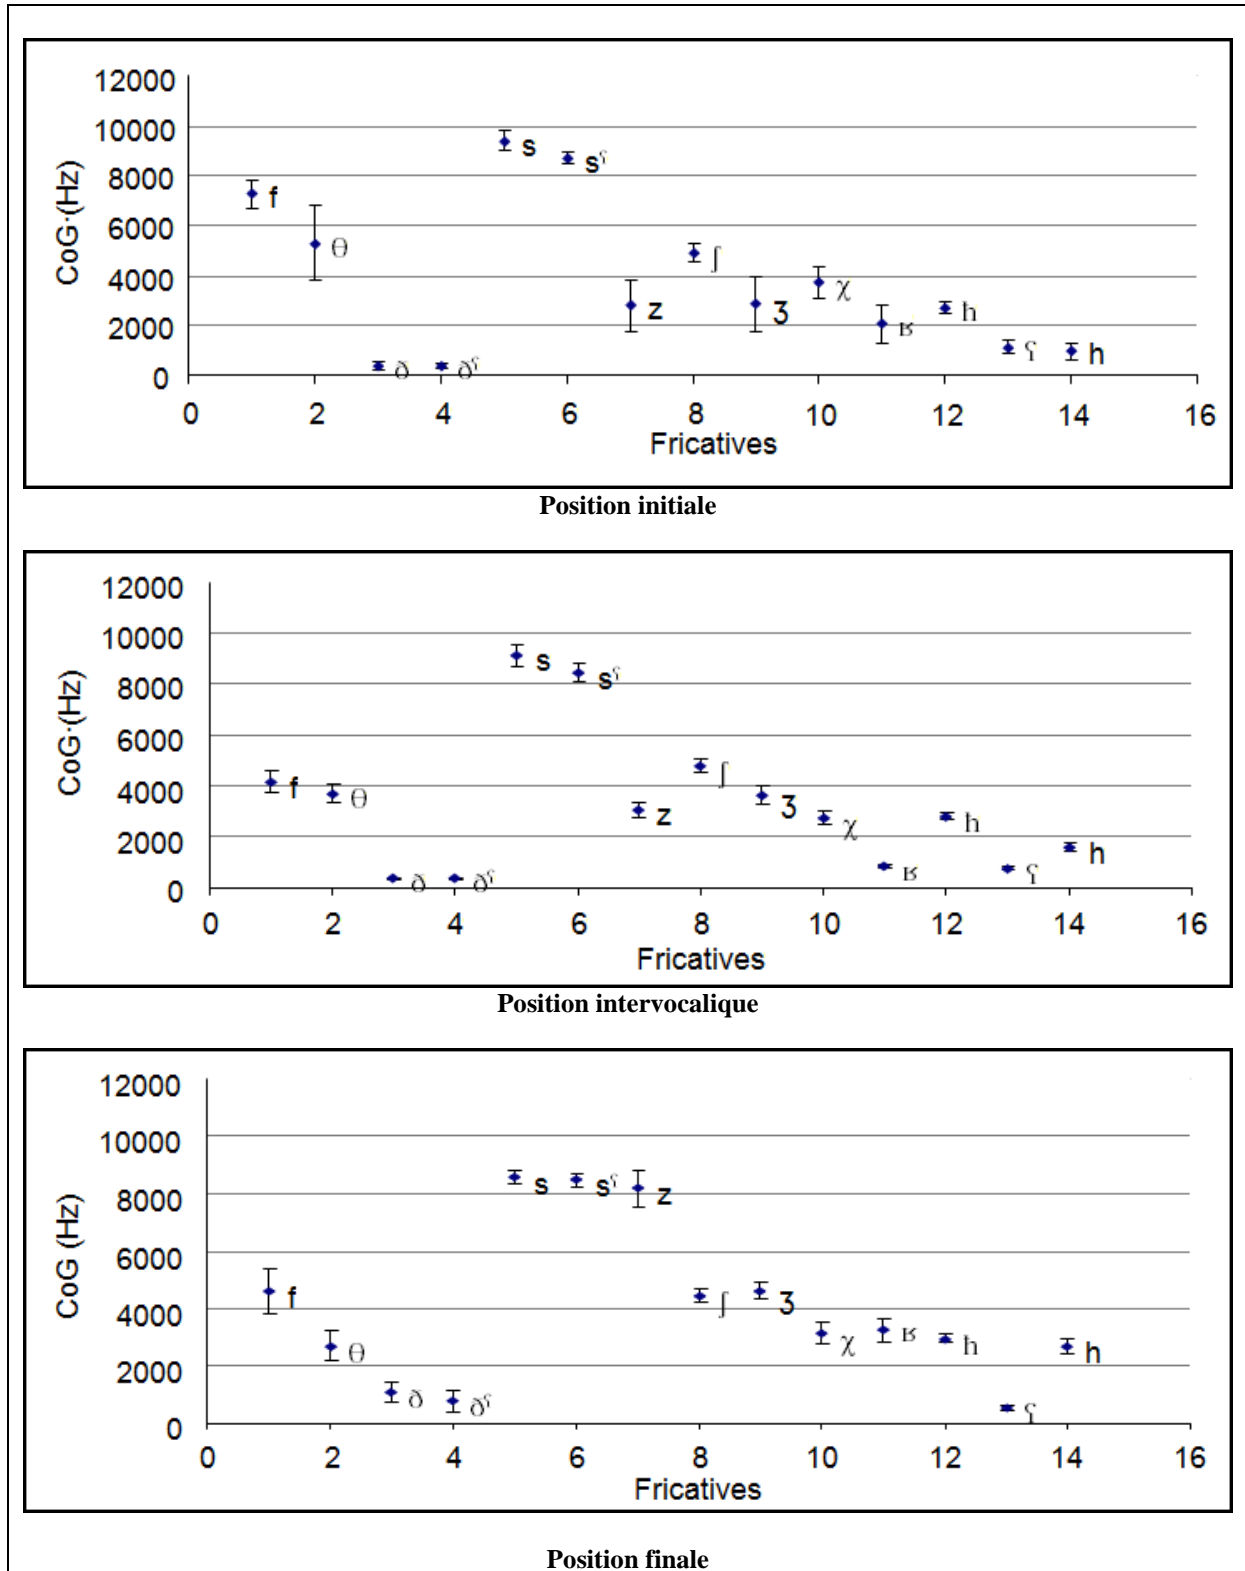 12000
10000
8000
6000
4000
2000
0
CoG·(Hz)
f
θ
ð
ðˤ
s
sˤ
z
ʃ
ʒ
χ
ʁ
ħ
ʕ
h
0 2 4 6 8 10 12 14 16
Fricatives
Position initiale
12000
10000
8000
6000
4000
2000
0
CoG·(Hz)
f
θ
ð
ðˤ
s
sˤ
z
ʃ
ʒ
χ
ʁ
ħ
ʕ
h
0 2 4 6 8 10 12 14 16
Fricatives
Position intervocalique
12000
10000
8000
6000
4000
2000
0
CoG (Hz)
f
θ
ð
ðˤ
s
sˤ
z
ʃ
ʒ
χ
ʁ
ħ
ʕ
h
0 2 4 6 8 10 12 14 16
Fricatives
Position finale